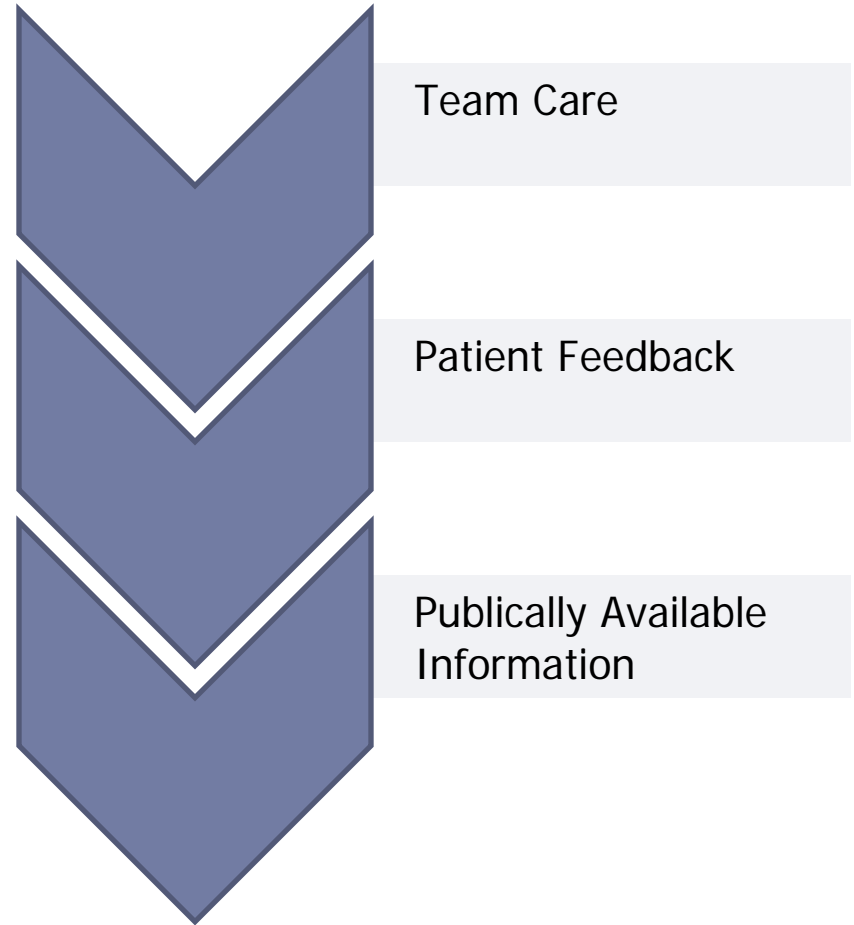 Team Care
Patient Feedback
Publically Available
Information